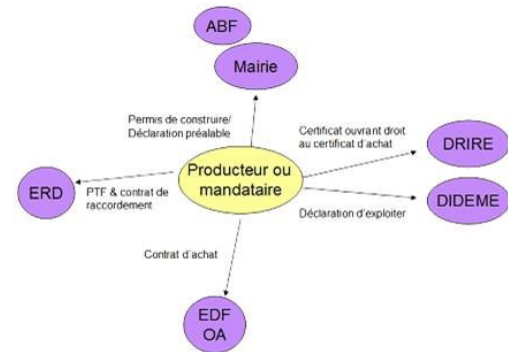 ABF
Mairie
Permis de construire/
Déclaration préalable
Certificat ouvrant droit
au certificat d'achat
DRIRE
Producteur ou
mandataire
ERD
PTF & contrat de
raccordement
DIDEME
Déclaration d'exploiter
Contrat d'achat
EDF
OA